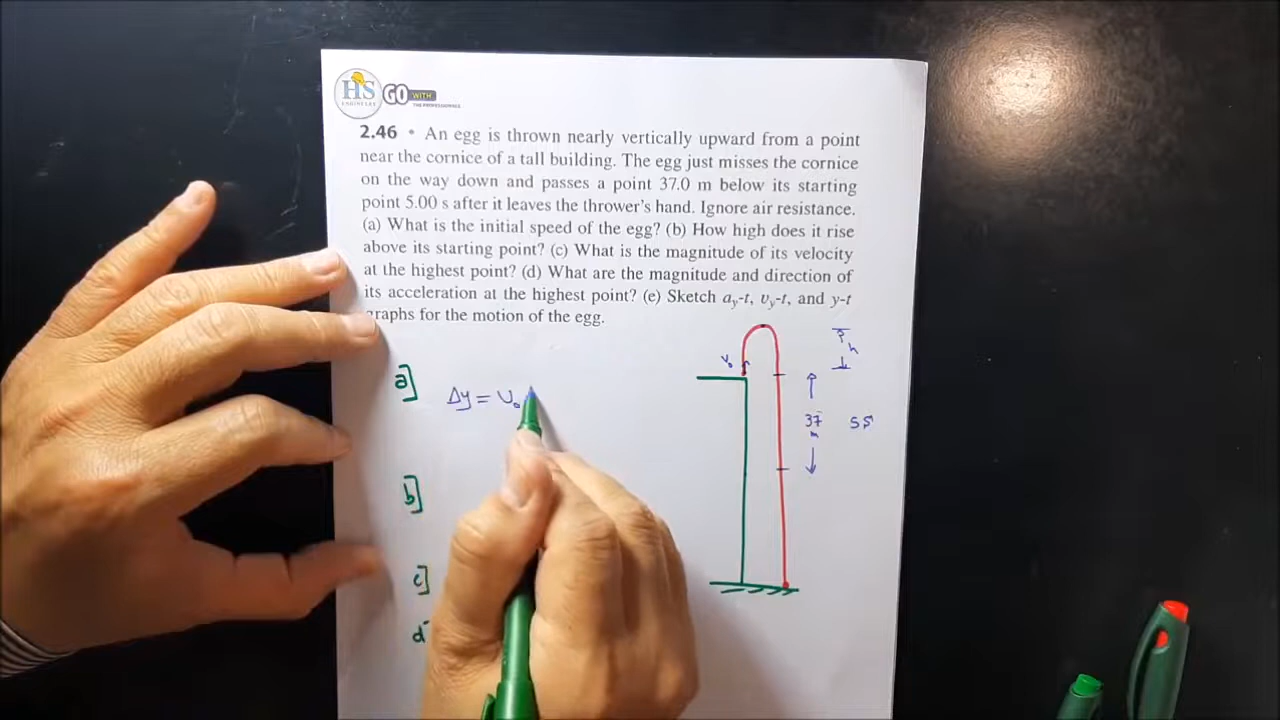 HS
ENGINEERS
GO WITH
THE PROFESSIONALS
2.46 • An egg is thrown nearly vertically upward from a point
near the cornice of a tall building. The egg just misses the cornice
on the way down and passes a point 37.0 m below its starting
point 5.00 s after it leaves the thrower's hand. Ignore air resistance.
(a) What is the initial speed of the egg? (b) How high does it rise
above its starting point? (c) What is the magnitude of its velocity
at the highest point? (d) What are the magnitude and direction of
its acceleration at the highest point? (e) Sketch ay-t, vy-t, and y-t
graphs for the motion of the egg.
a]
Δy = V₀
b]
c]
d
V₀
h
37
m
5 s